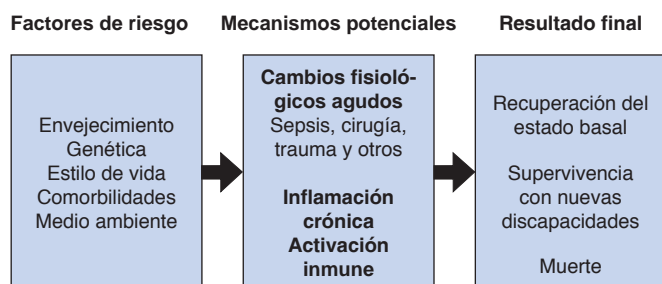 Factores de riesgo
Mecanismos potenciales
Resultado final
Envejecimiento
Genética
Estilo de vida
Comorbilidades
Medio ambiente
Cambios fisioló-
gicos agudos
Sepsis, cirugía,
trauma y otros
Inflamación
crónica
Activación
inmune
Recuperación del
estado basal
Supervivencia
con nuevas
discapacidades
Muerte